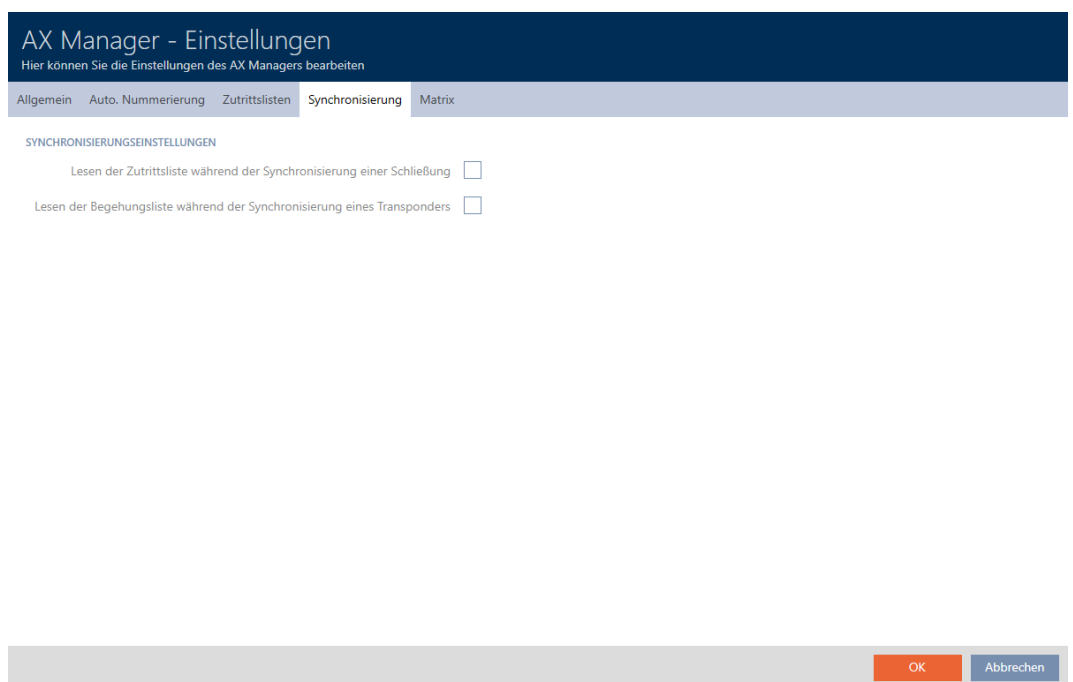 AX Manager - Einstellungen
Hier können Sie die Einstellungen des AX Managers bearbeiten
Allgemein Auto. Nummerierung Zutrittslisten Synchronisierung Matrix
SYNCHRONISIERUNGSEINSTELLUNGEN
Lesen der Zutrittsliste während der Synchronisierung einer Schließung
Lesen der Begehungsliste während der Synchronisierung eines Transponders
OK Abbrechen